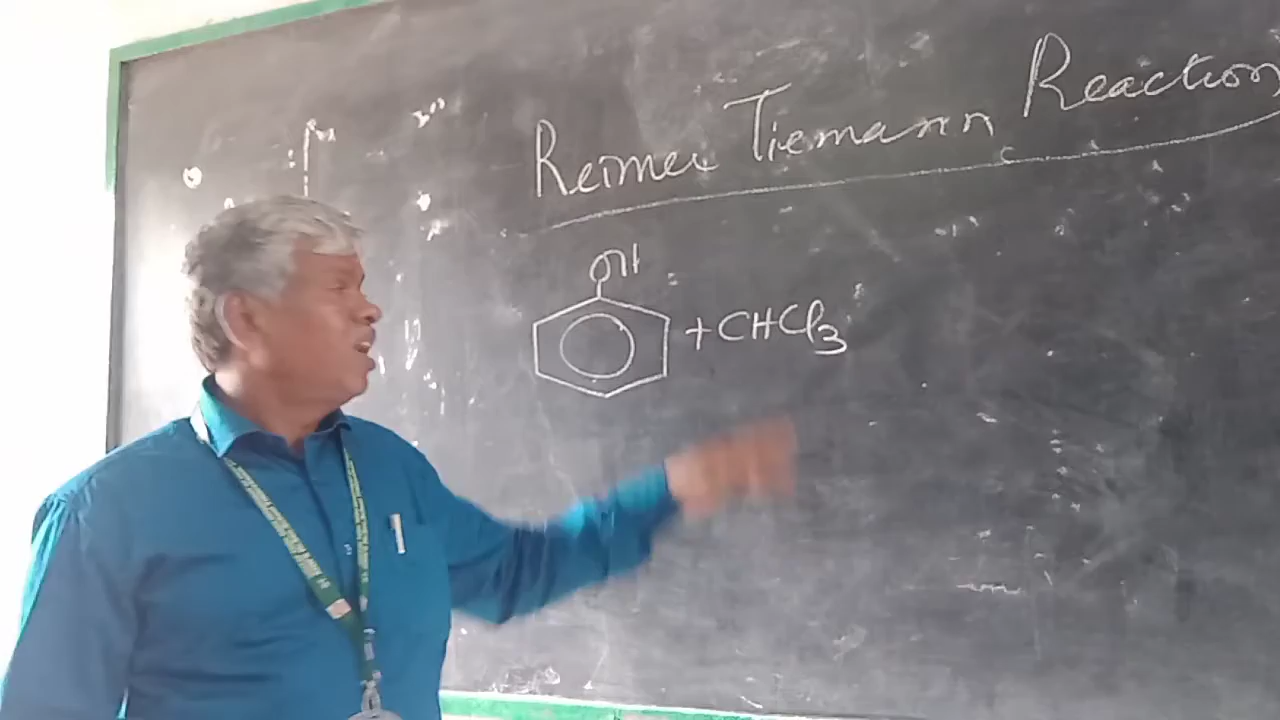 Reimer Tiemann Reaction
OH
+ CHCl3